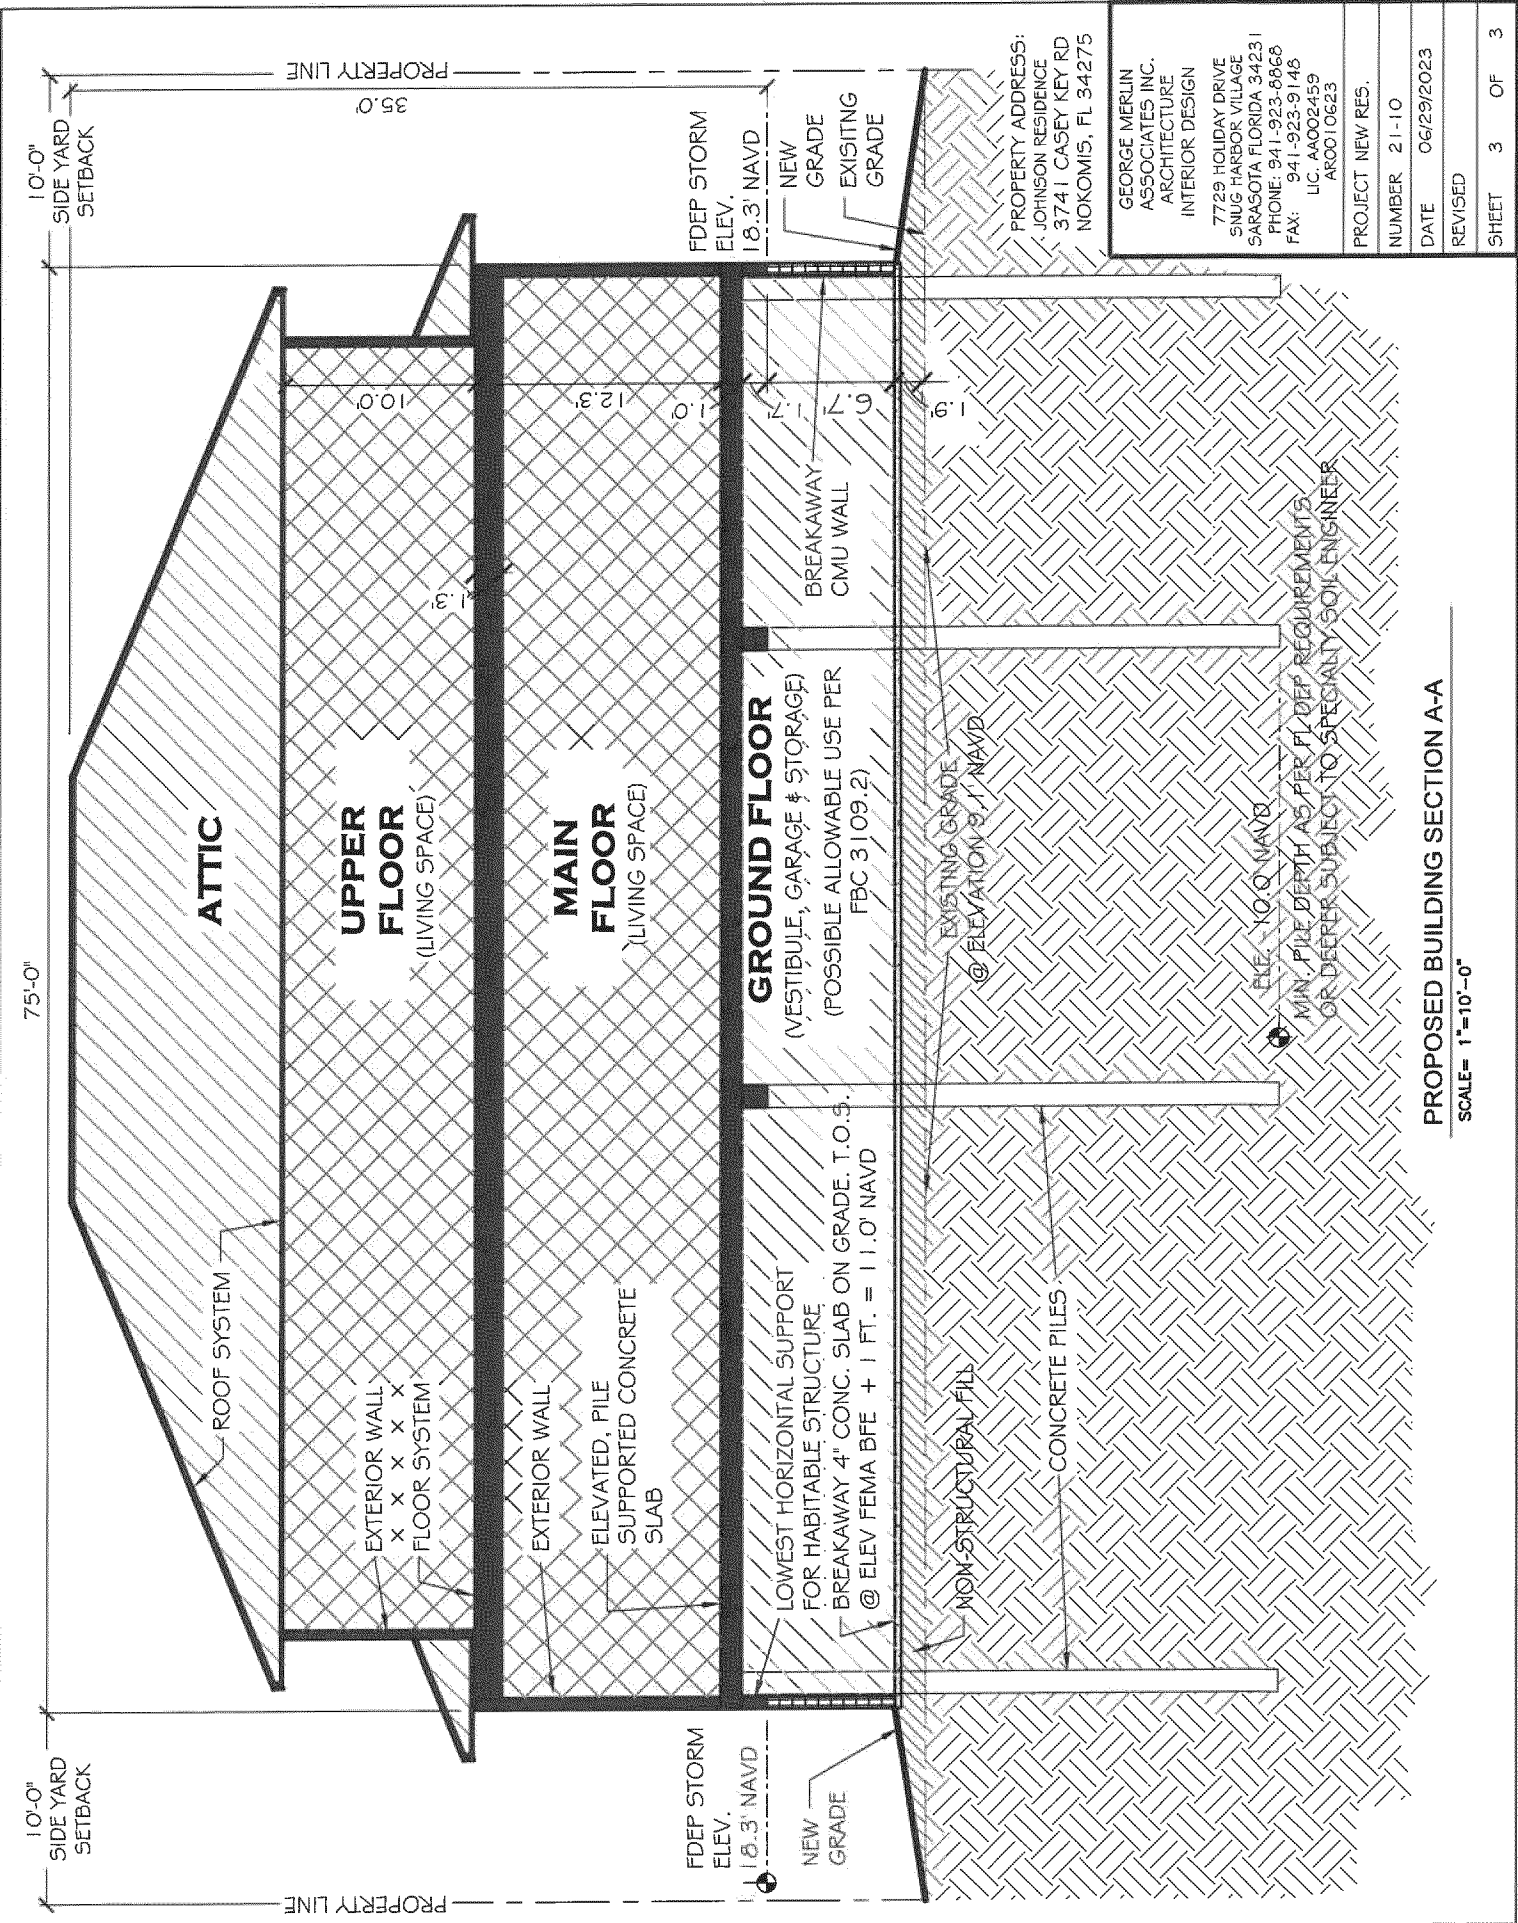 10'-0"
SIDE YARD
SETBACK
75'-0"
10'-0"
SIDE YARD
SETBACK
PROPERTY LINE
PROPERTY LINE
35.0'
ROOF SYSTEM
ATTIC
EXTERIOR WALL
FLOOR SYSTEM
UPPER
FLOOR
(LIVING SPACE)
10.0'
1.3'
EXTERIOR WALL
ELEVATED, PILE
SUPPORTED CONCRETE
SLAB
MAIN
FLOOR
(LIVING SPACE)
12.3'
1.0'
FDEP STORM
ELEV.
18.3' NAVD
FDEP STORM
ELEV.
18.3' NAVD
NEW
GRADE
LOWEST HORIZONTAL SUPPORT
FOR HABITABLE STRUCTURE
BREAKAWAY 4" CONC. SLAB ON GRADE. T.O.S.
@ ELEV FEMA BFE + 1 FT. = 11.0' NAVD
GROUND FLOOR
(VESTIBULE, GARAGE & STORAGE)
(POSSIBLE ALLOWABLE USE PER
FBC 3109.2)
BREAKAWAY
CMU WALL
1.7'
6.7'
1.9'
NEW
GRADE
EXISITNG
GRADE
NON-STRUCTURAL FILL
EXISTING GRADE
@ ELEVATION 9.1' NAVD
CONCRETE PILES
ELE. -10.0 NAVD
MIN. PILE DEPTH AS PER FL DEP REQUIREMENTS
OR DEEPER SUBJECT TO SPECIALTY SOIL ENGINEER
PROPOSED BUILDING SECTION A-A
SCALE= 1"=10'-0"
PROPERTY ADDRESS:
JOHNSON RESIDENCE
3741 CASEY KEY RD
NOKOMIS, FL 34275
GEORGE MERLIN
ASSOCIATES INC.
ARCHITECTURE
INTERIOR DESIGN
7729 HOLIDAY DRIVE
SNUG HARBOR VILLAGE
SARASOTA FLORIDA 34231
PHONE: 941-923-8868
FAX: 941-923-9148
LIC. AA002459
AR0010623
PROJECT NEW RES.
NUMBER 21-10
DATE 06/29/2023
REVISED
SHEET 3 OF 3